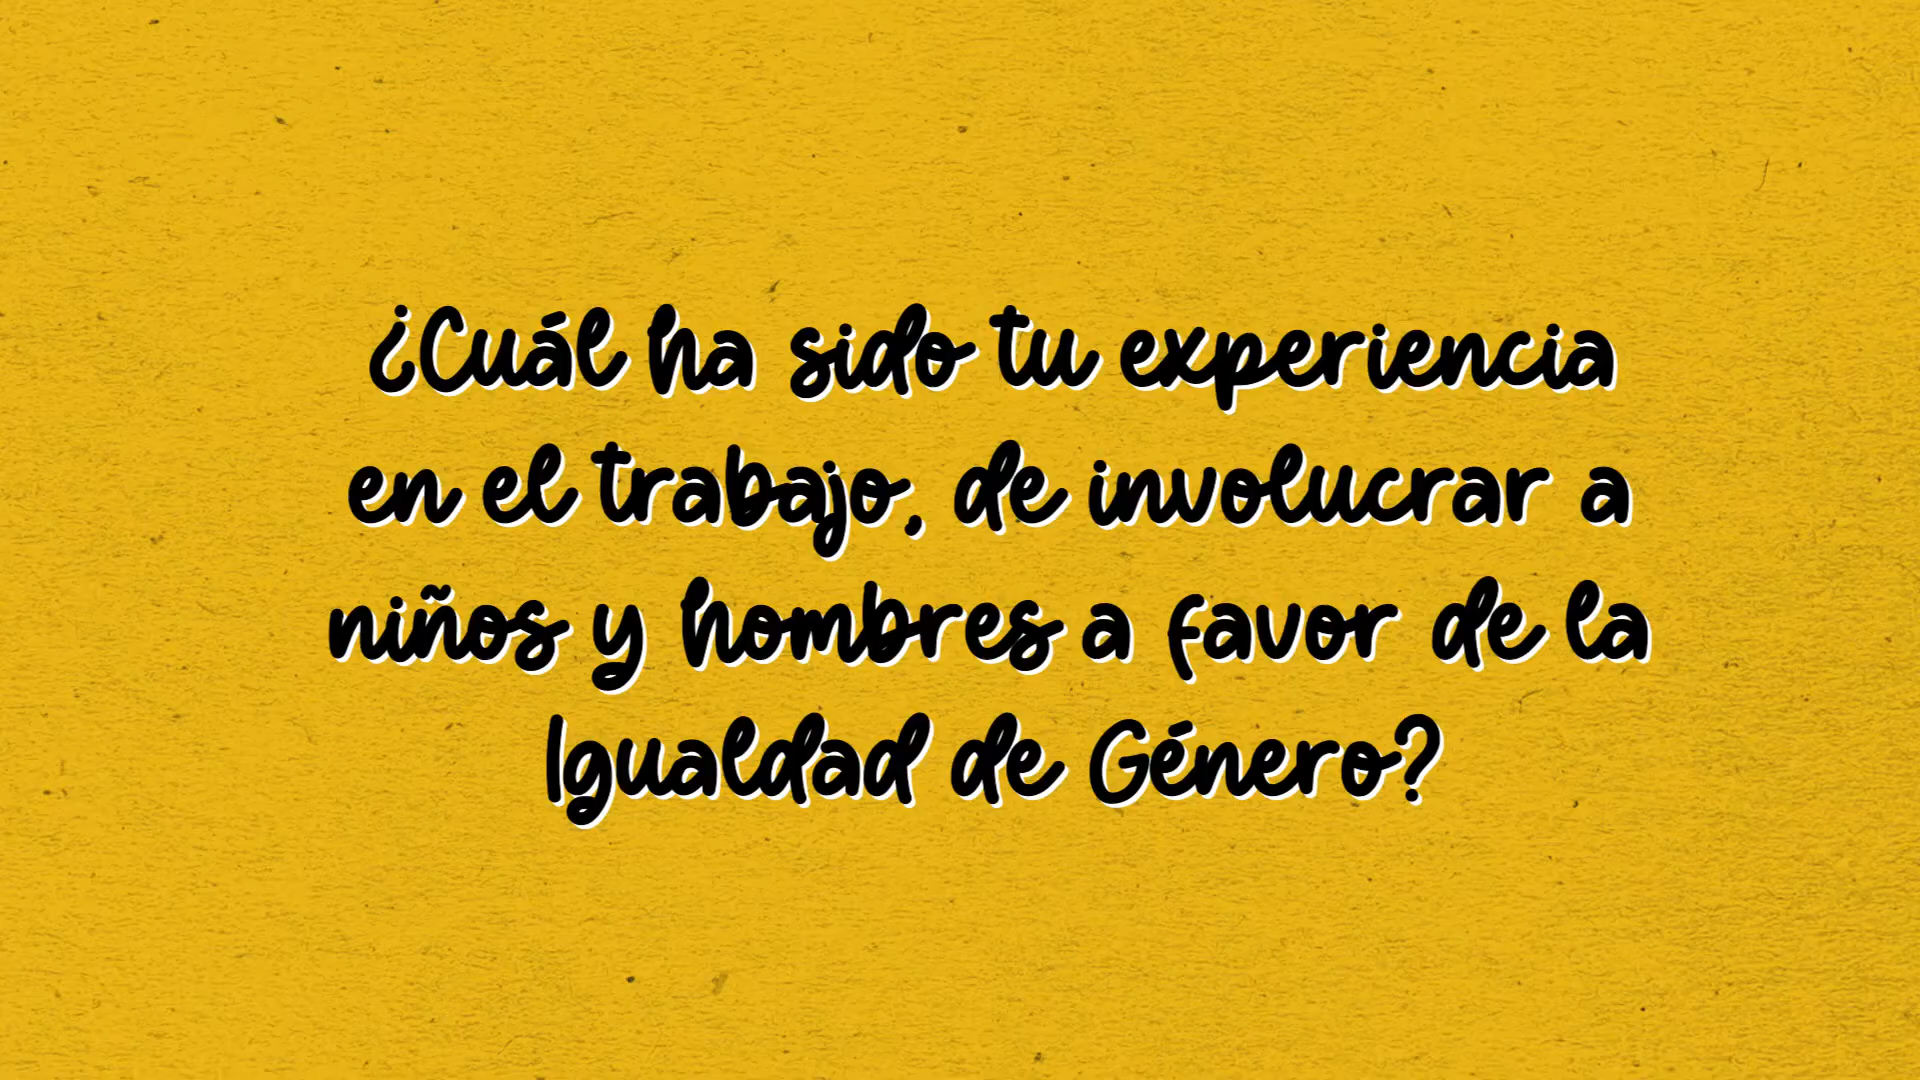 ¿Cuál ha sido tu experiencia
en el trabajo, de involucrar a
niños y hombres a favor de la
Igualdad de Género?